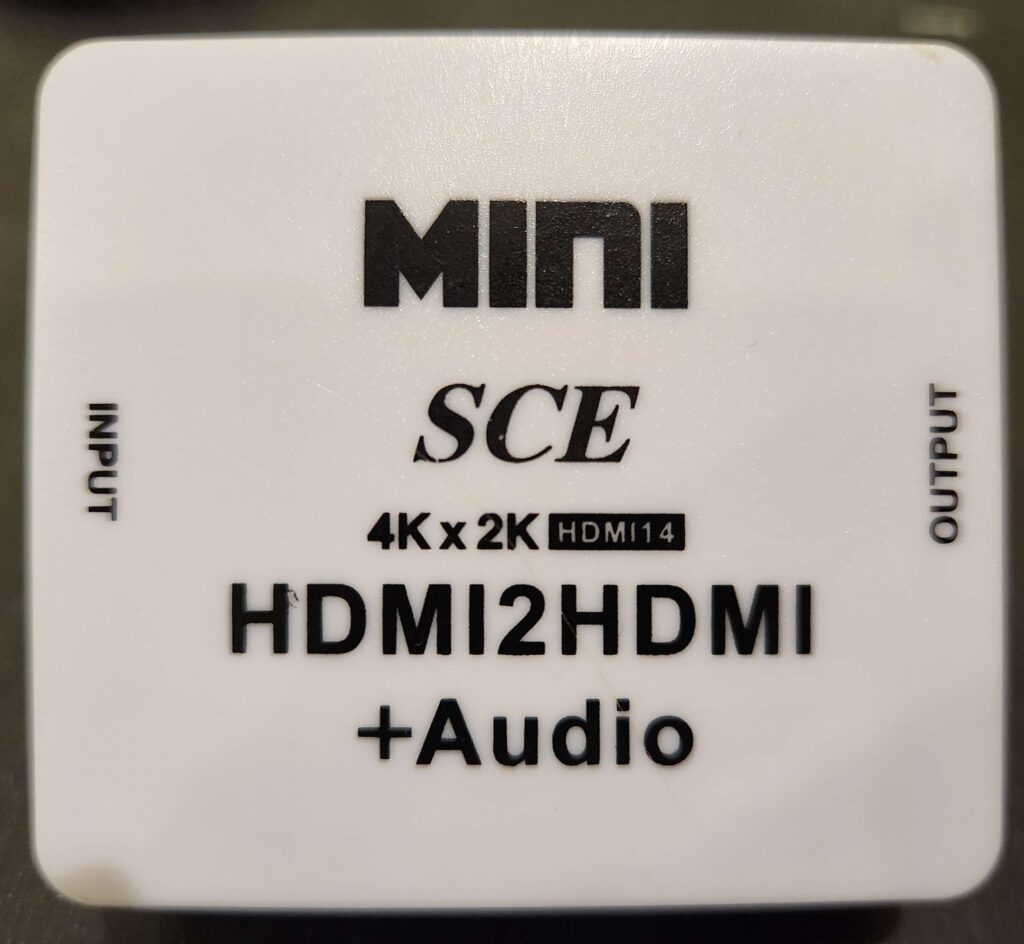 MINI
SCE
INPUT
OUTPUT
4K x 2K HDMI14
HDMI2HDMI
+Audio